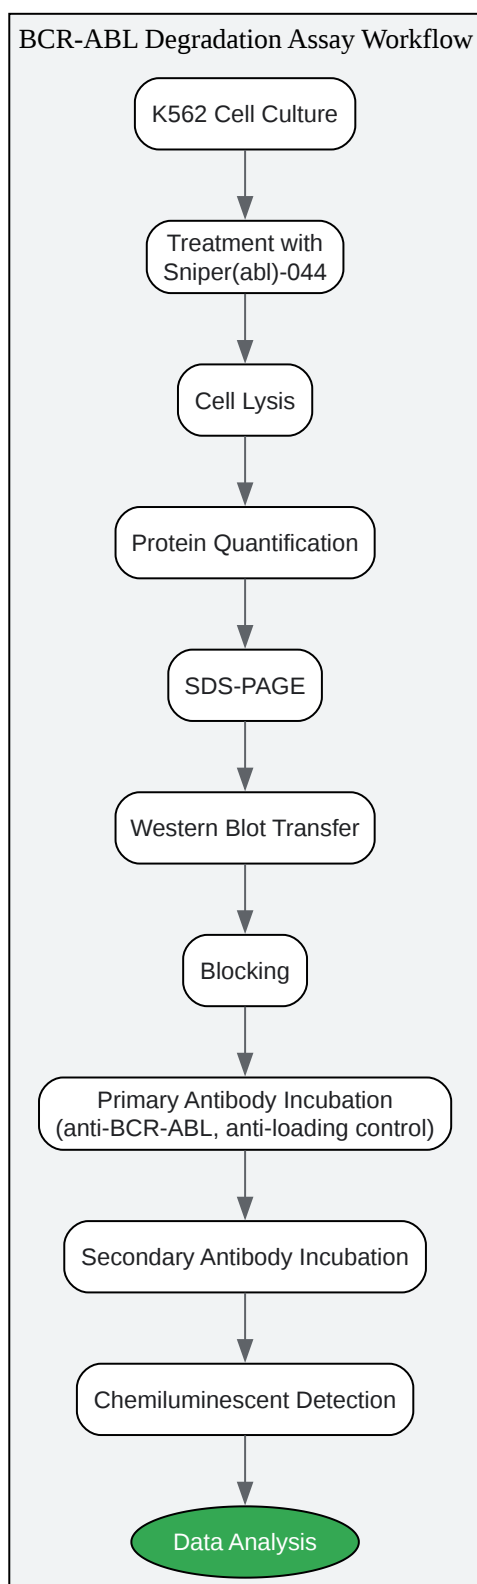 BCR-ABL Degradation Assay Workflow
K562 Cell Culture
Treatment with
Sniper(abl)-044
Cell Lysis
Protein Quantification
SDS-PAGE
Western Blot Transfer
Blocking
Primary Antibody Incubation
(anti-BCR-ABL, anti-loading control)
Secondary Antibody Incubation
Chemiluminescent Detection
Data Analysis